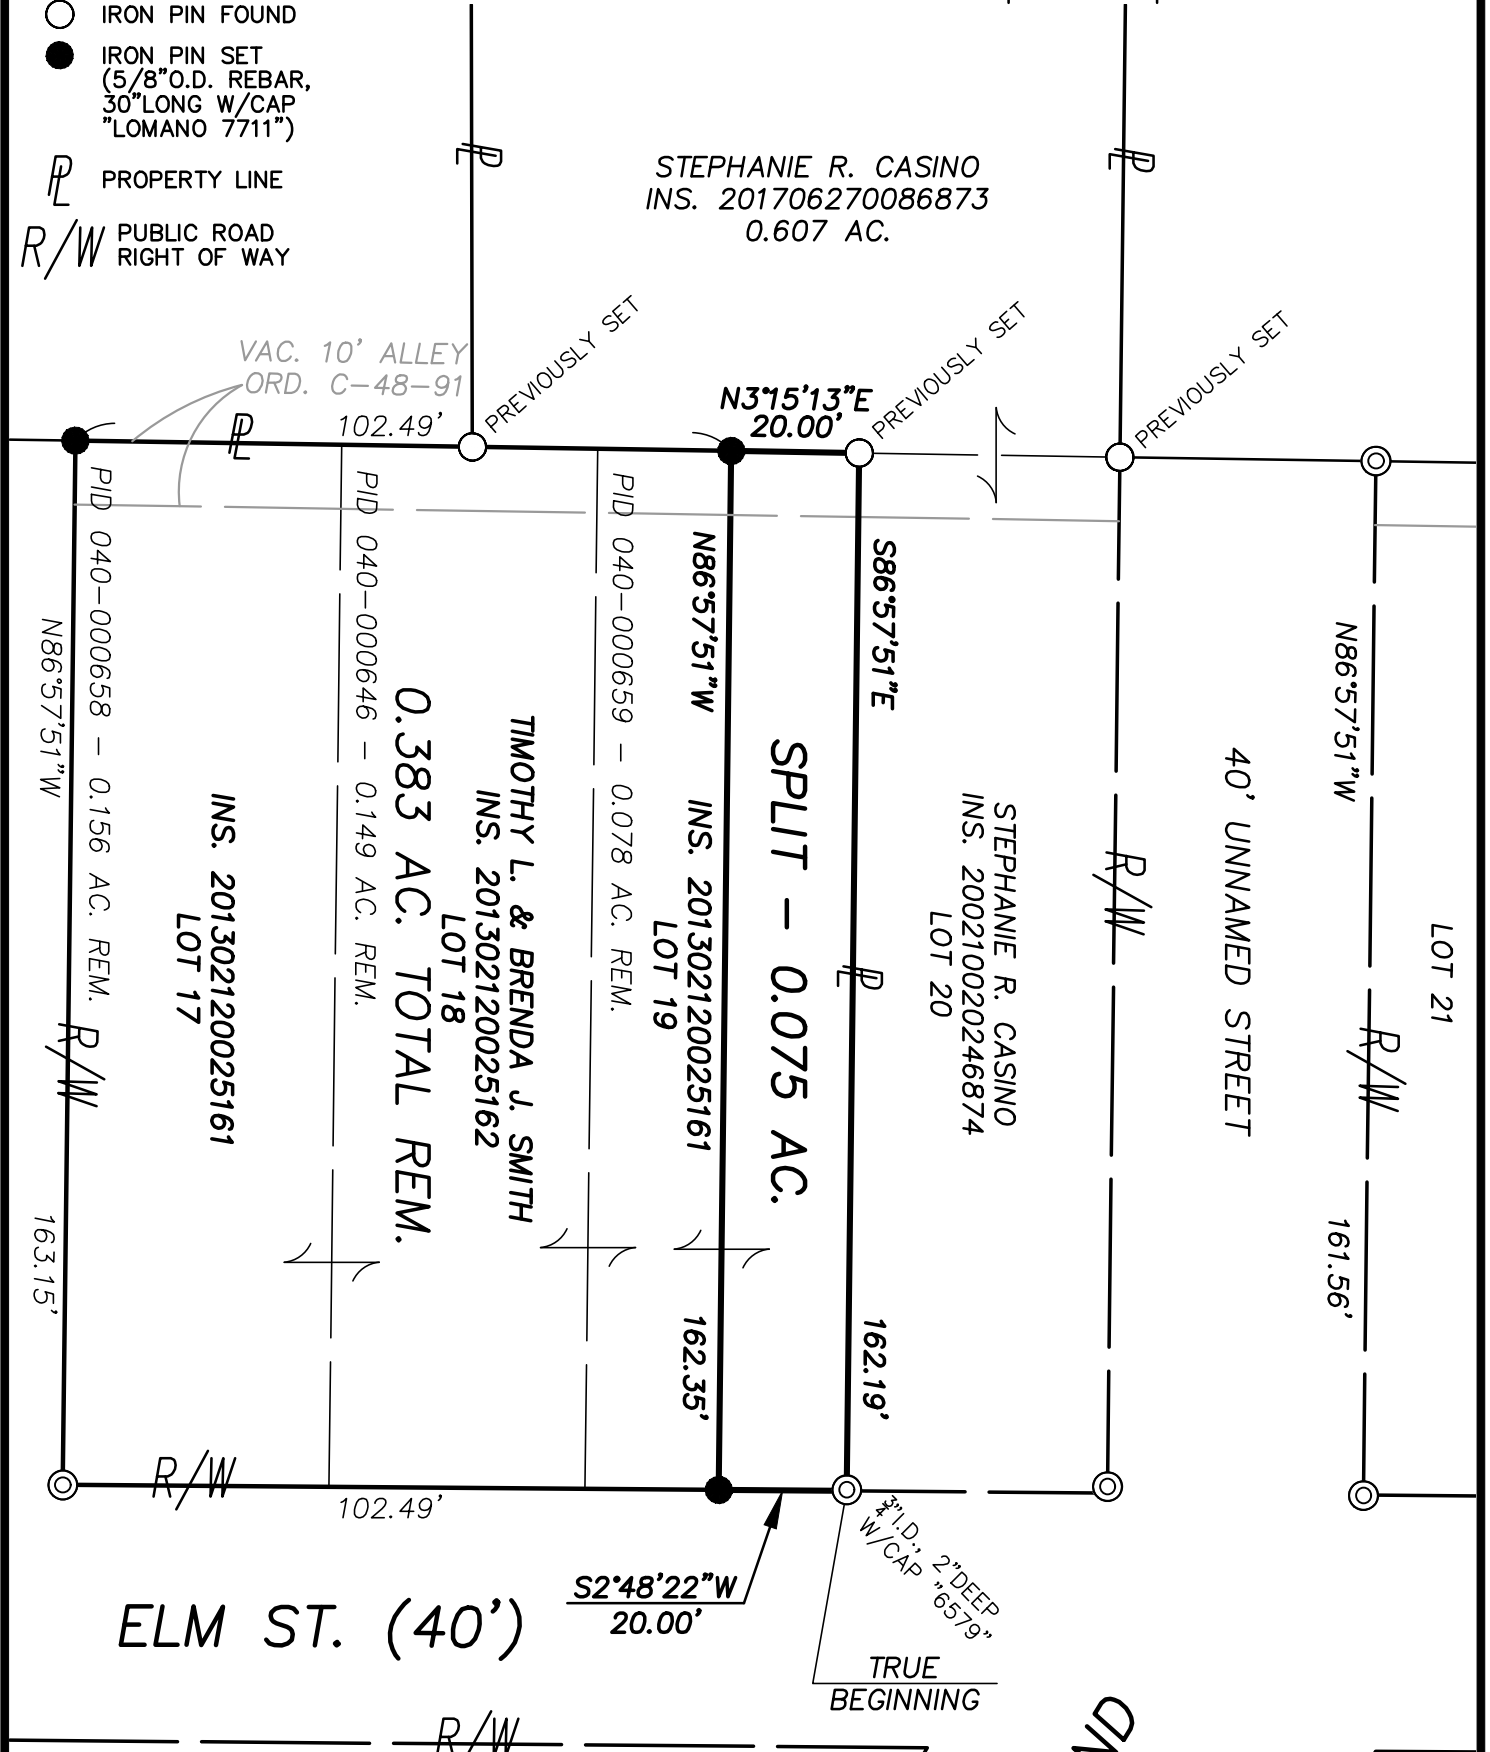 IRON PIN FOUND
IRON PIN SET
(5/8"O.D. REBAR,
30"LONG W/CAP
"LOMANO 7711")
PL PROPERTY LINE
R/W PUBLIC ROAD
RIGHT OF WAY
PL
PL
STEPHANIE R. CASINO
INS. 201706270086873
0.607 AC.
VAC. 10' ALLEY
ORD. C-48-91
PREVIOUSLY SET
PREVIOUSLY SET
PREVIOUSLY SET
PL
102.49'
N3°15'13"E
20.00'
N86°57'51"W
163.15'
PID 040-000658 - 0.156 AC. REM.
R/W
INS. 201302120025161
LOT 17
PID 040-000646 - 0.149 AC. REM.
0.383 AC. TOTAL REM.
TIMOTHY L. & BRENDA J. SMITH
INS. 201302120025162
LOT 18
PID 040-000659 - 0.078 AC. REM.
INS. 201302120025161
LOT 19
N86°57'51"W
162.35'
SPLIT - 0.075 AC.
S86°57'51"E
162.19'
PL
STEPHANIE R. CASINO
INS. 200210020246874
LOT 20
R/W
40' UNNAMED STREET
N86°57'51"W
161.56'
R/W
LOT 21
R/W
102.49'
S2°48'22"W
20.00'
3/4"I.D., 2"DEEP
W/CAP "6579"
ELM ST. (40')
TRUE
BEGINNING
R/W
ND